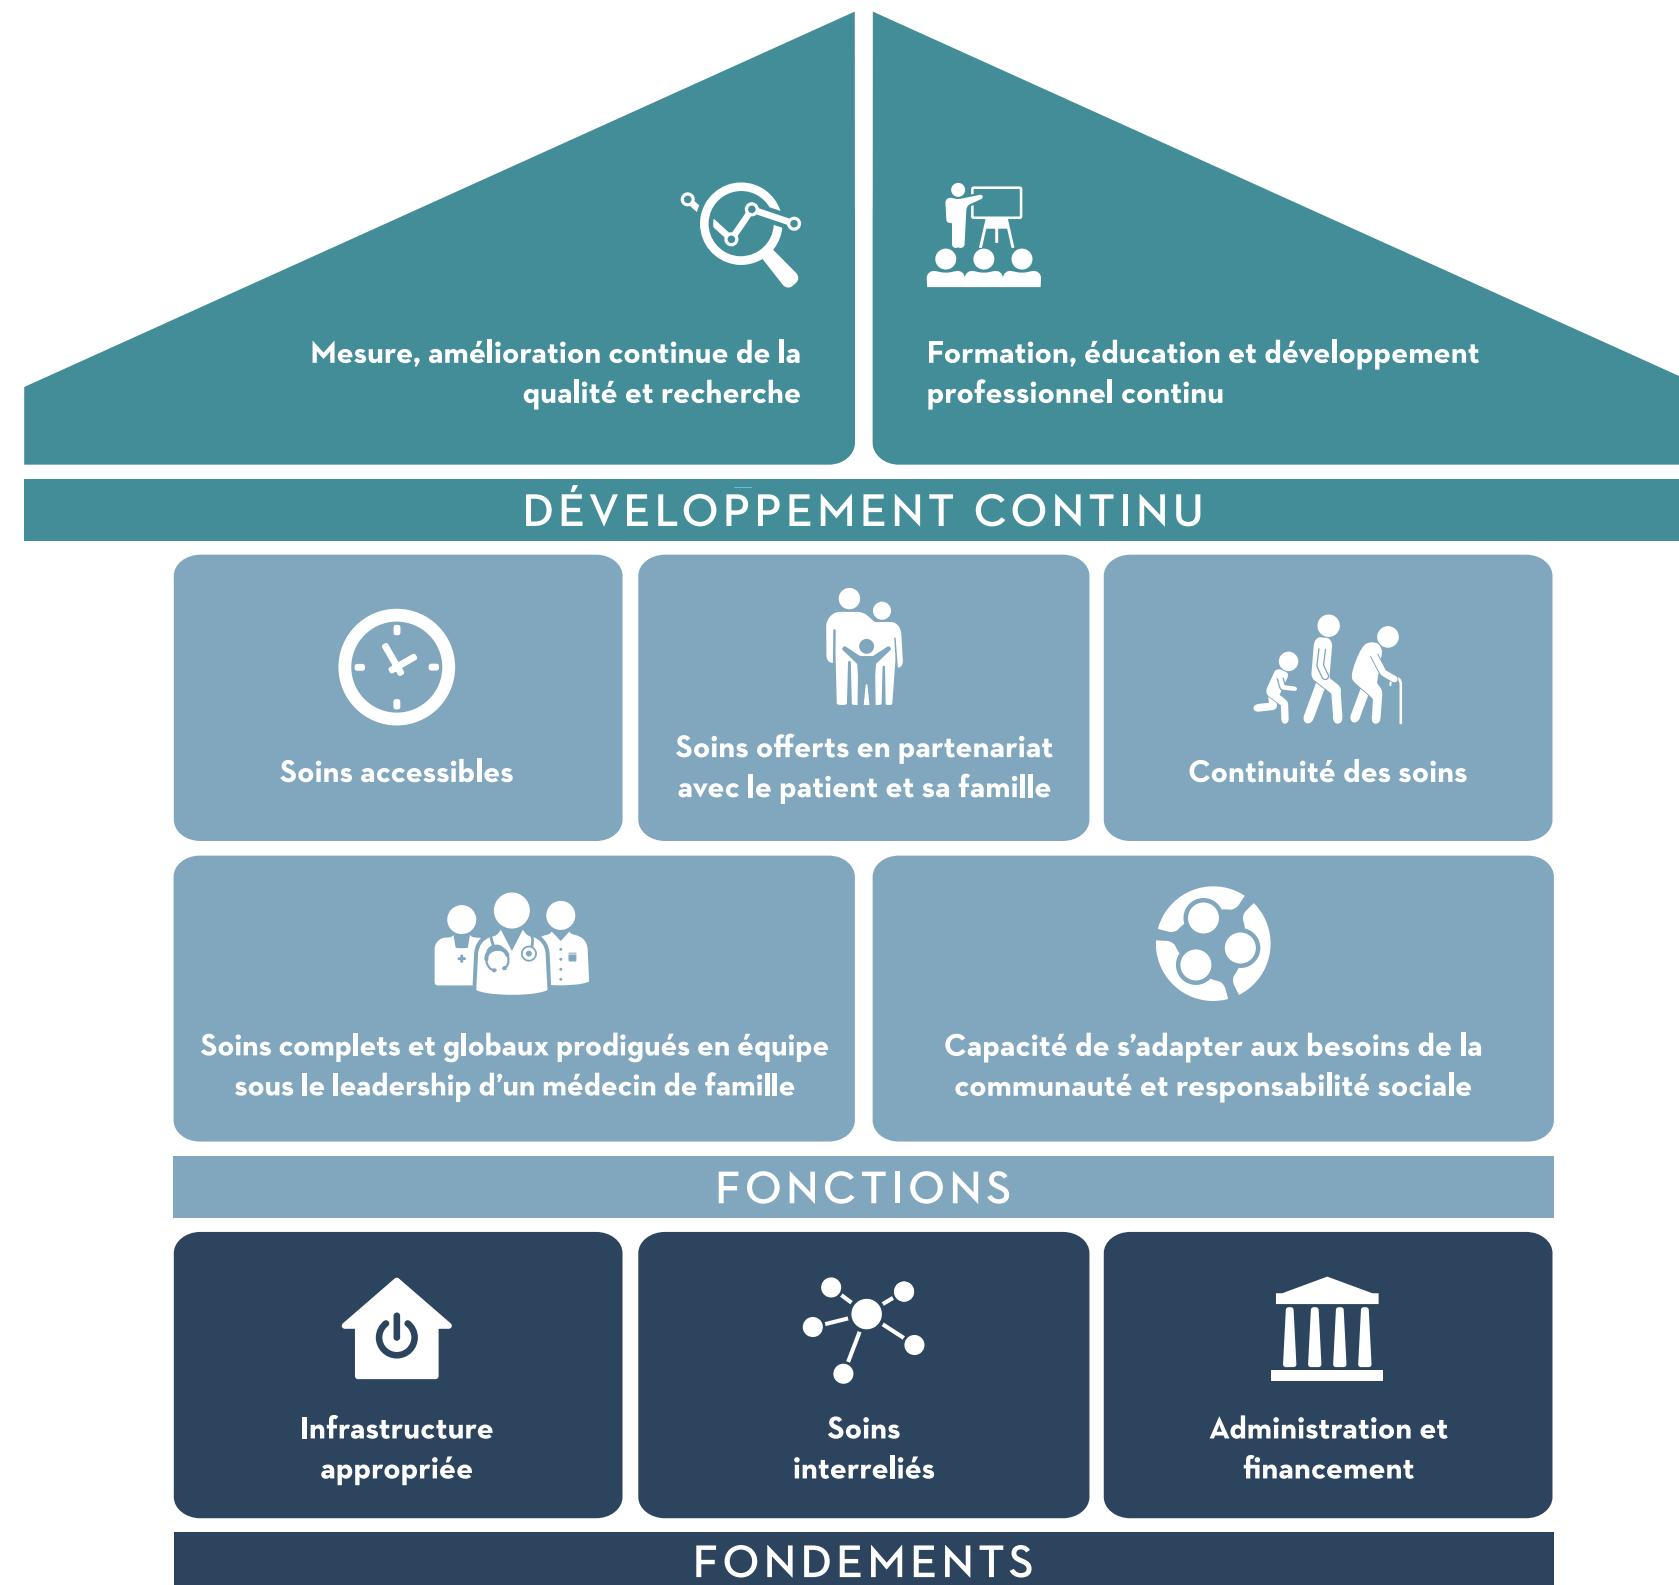 Mesure, amélioration continue de la
qualité et recherche
Formation, éducation et développement
professionnel continu
DÉVELOPPEMENT CONTINU
Soins accessibles
Soins offerts en partenariat
avec le patient et sa famille
Continuité des soins
Soins complets et globaux prodigués en équipe
sous le leadership d’un médecin de famille
Capacité de s’adapter aux besoins de la
communauté et responsabilité sociale
FONCTIONS
Infrastructure
appropriée
Soins
interreliés
Administration et
financement
FONDEMENTS